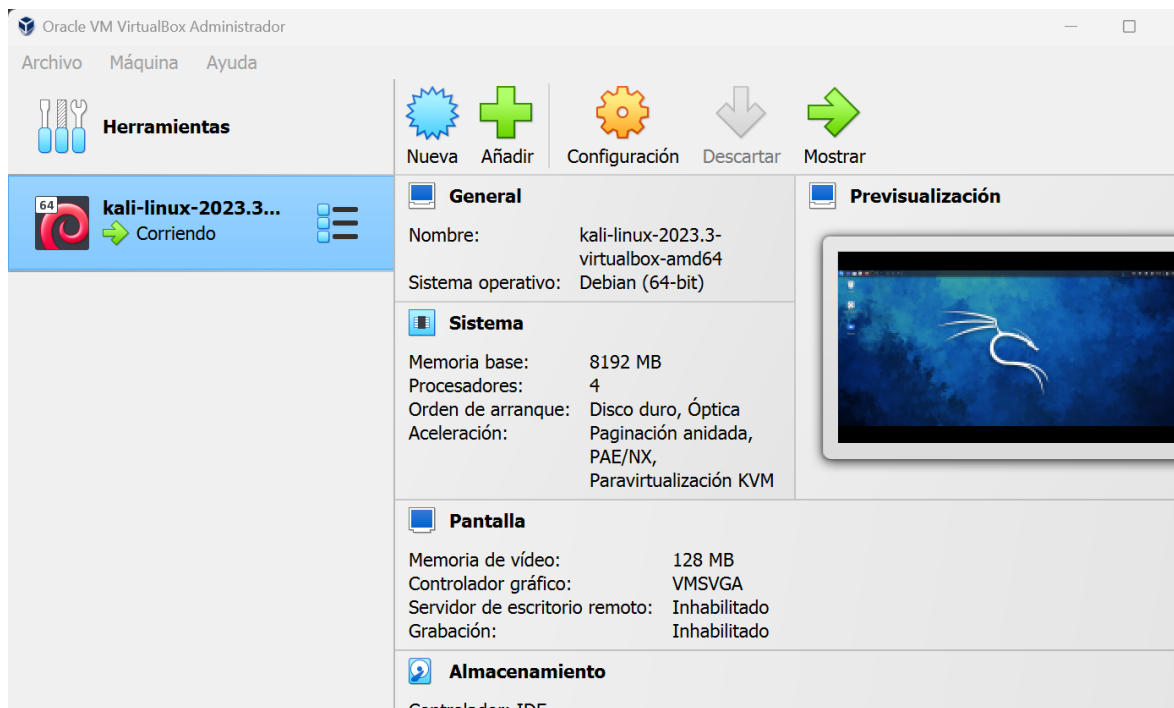 Oracle VM VirtualBox Administrador
Archivo Máquina Ayuda
Herramientas
Nueva Añadir Configuración Descartar Mostrar
64
kali-linux-2023.3...
Corriendo
General
Nombre: kali-linux-2023.3-
virtualbox-amd64
Sistema operativo: Debian (64-bit)
Sistema
Memoria base: 8192 MB
Procesadores: 4
Orden de arranque: Disco duro, Óptica
Aceleración: Paginación anidada,
PAE/NX,
Paravirtualización KVM
Previsualización
Pantalla
Memoria de vídeo: 128 MB
Controlador gráfico: VMSVGA
Servidor de escritorio remoto: Inhabilitado
Grabación: Inhabilitado
Almacenamiento
Controlador: IDE